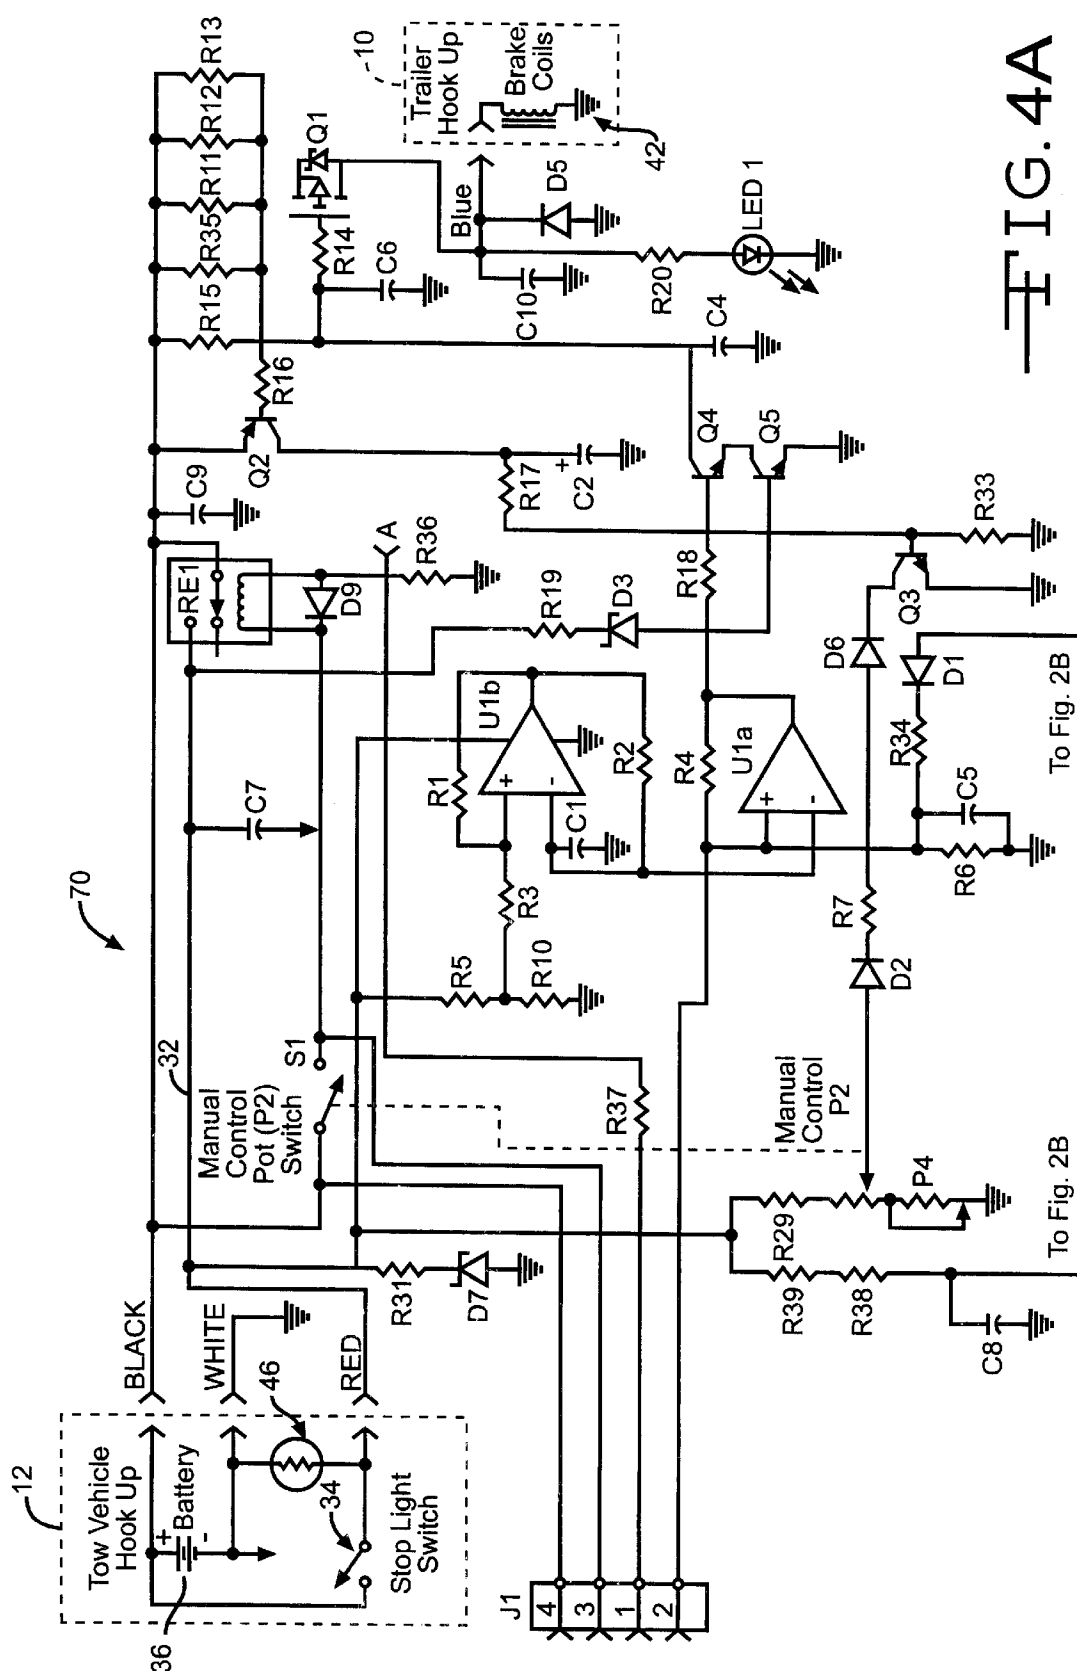 12
Tow Vehicle
Hook Up
+
Battery
-
36
46
34
Stop Light
Switch
BLACK
WHITE
RED
70
32
Manual
Control
Pot (P2)
Switch
S1
C7
RE1
D9
C9
Q2
R16
R15
R35
R11
R12
R13
R14
Q1
C6
10
Trailer
Hook Up
Brake
Coils
42
Blue
D5
C10
R20
LED 1
C4
R17
+
C2
R36
A
R19
D3
R18
Q4
Q5
R31
D7
R5
R10
R3
R1
U1b
+
-
C1
R2
R4
U1a
+
-
R37
J1
4
3
1
2
Manual
Control
P2
R29
P4
R39
R38
C8
To Fig. 2B
D2
R7
D6
R6
C5
R34
D1
Q3
R33
To Fig. 2B
FIG. 4A